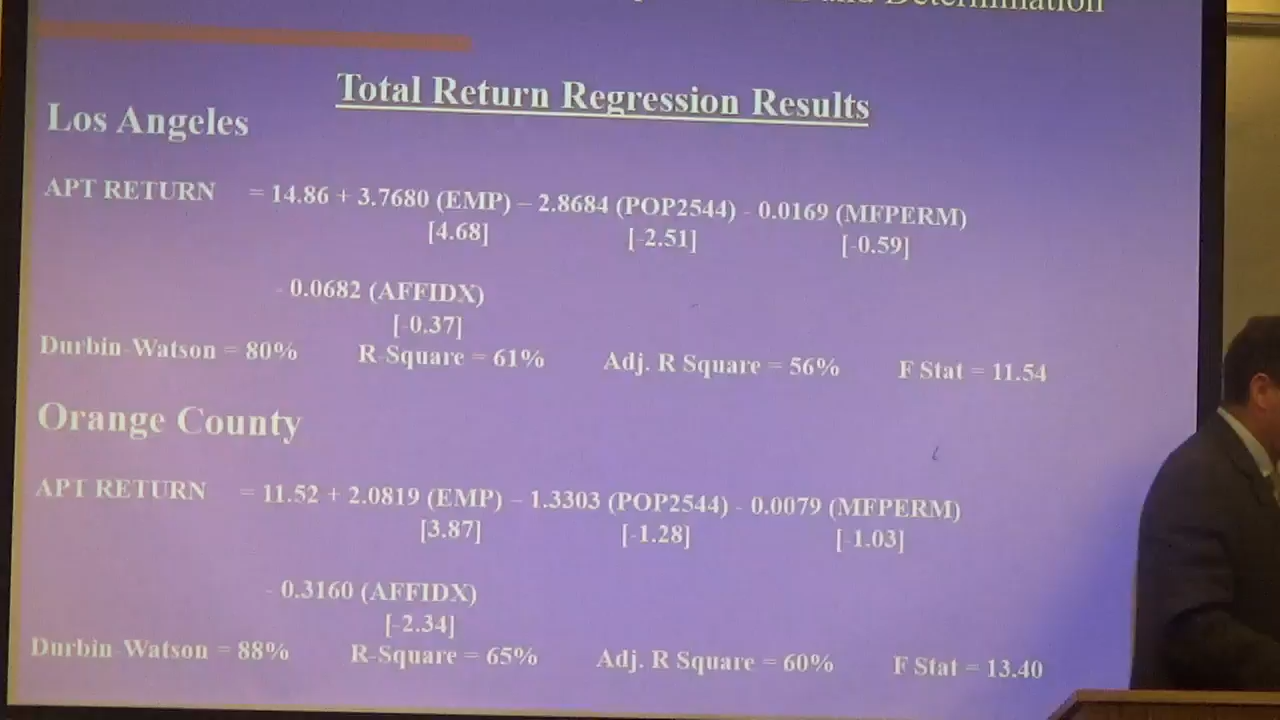 and Determination
Total Return Regression Results
Los Angeles
APT RETURN = 14.86 + 3.7680 (EMP) – 2.8684 (POP2544) - 0.0169 (MFPERM)
[4.68] [-2.51] [-0.59]
- 0.0682 (AFFIDX)
[-0.37]
Durbin-Watson = 80% R-Square = 61% Adj. R Square = 56% F Stat = 11.54
Orange County
APT RETURN = 11.52 + 2.0819 (EMP) – 1.3303 (POP2544) - 0.0079 (MFPERM)
[3.87] [-1.28] [-1.03]
- 0.3160 (AFFIDX)
[-2.34]
Durbin-Watson = 88% R-Square = 65% Adj. R Square = 60% F Stat = 13.40